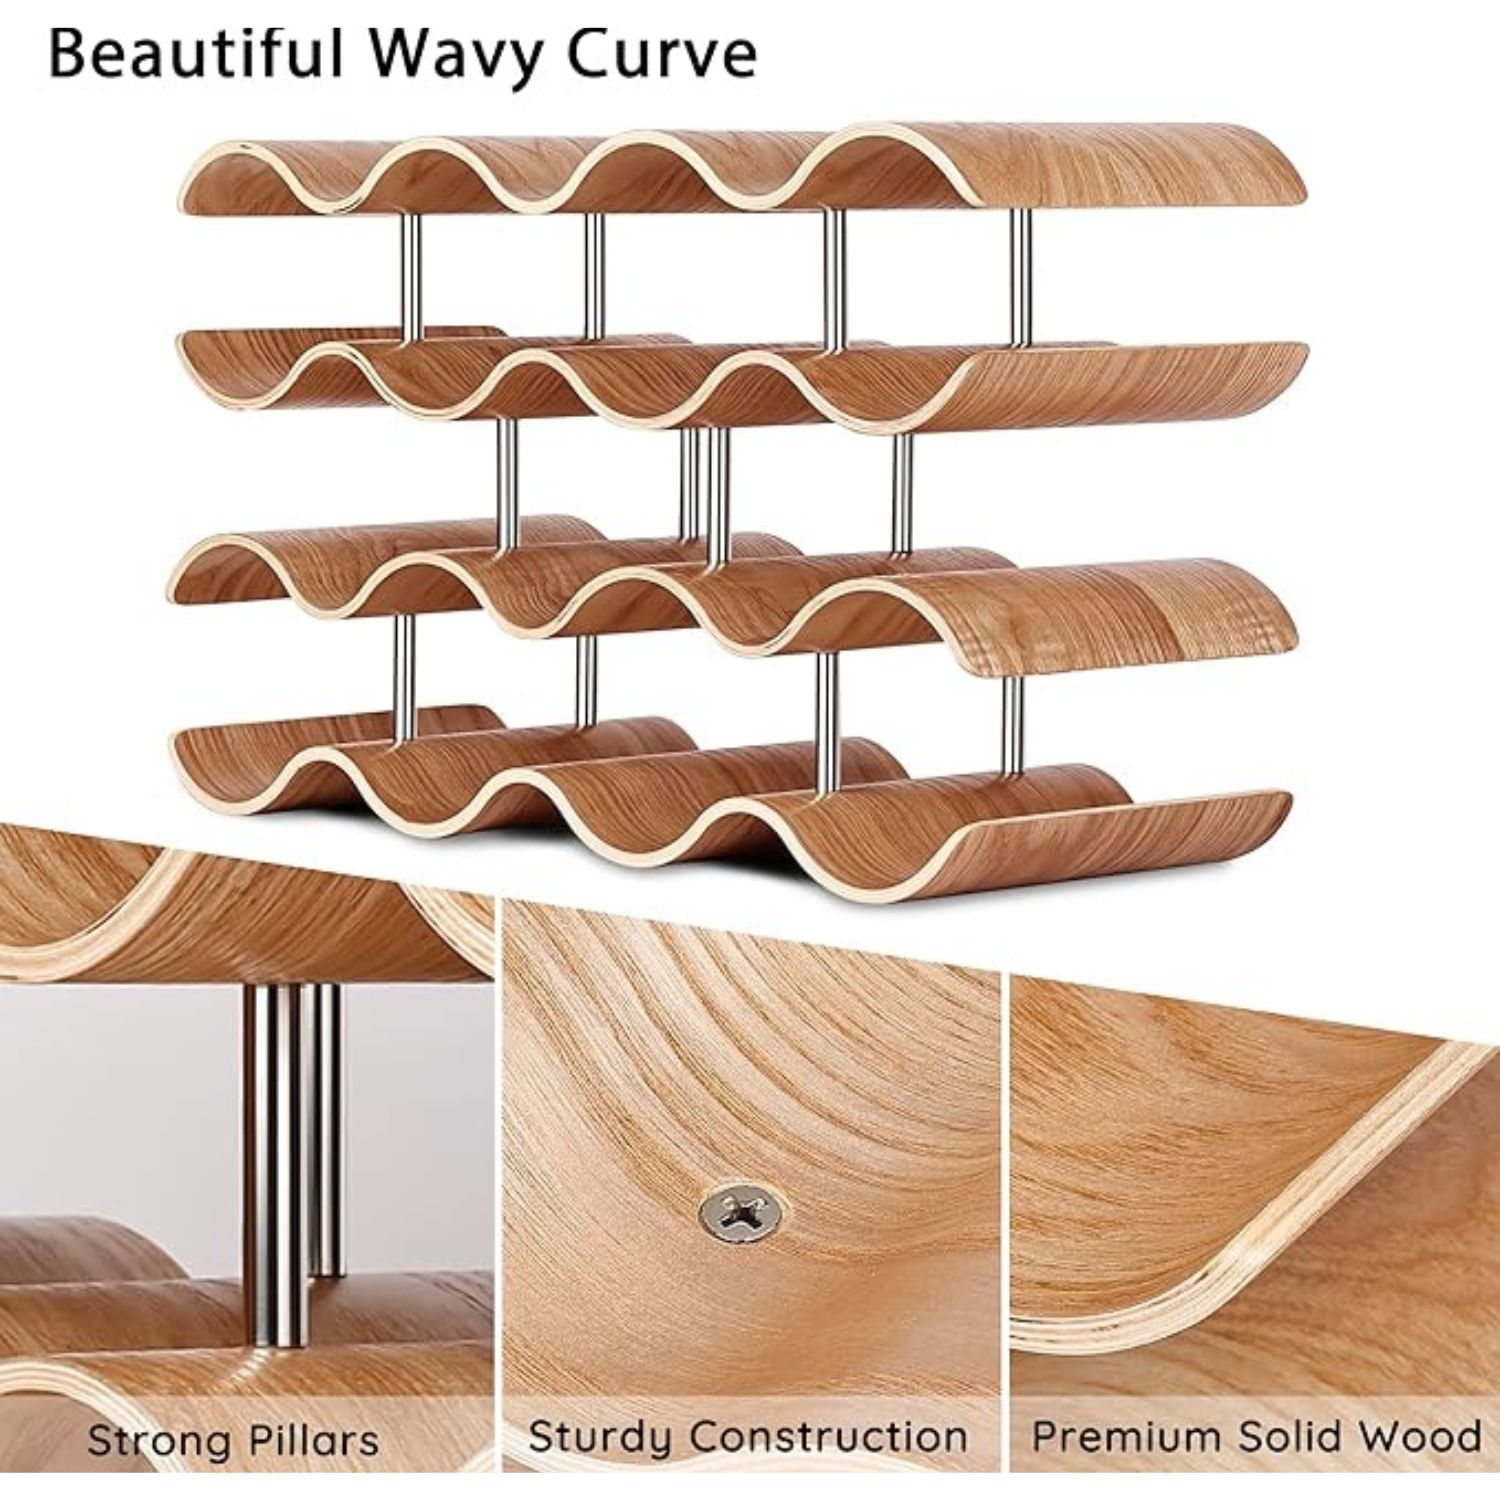 Beautiful Wavy Curve
Strong Pillars
Sturdy Construction
Premium Solid Wood